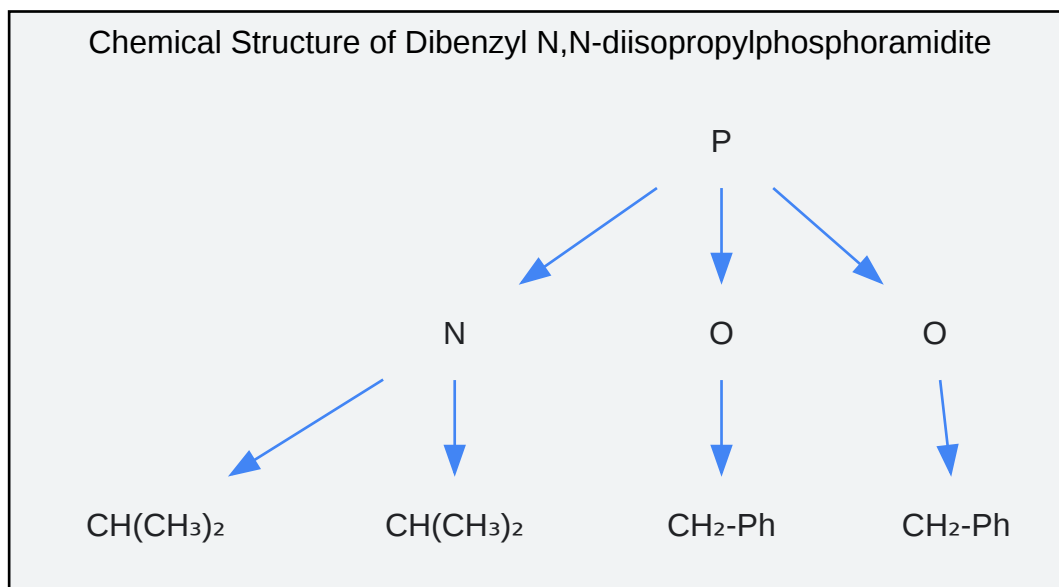 Chemical Structure of Dibenzyl N,N-diisopropylphosphoramidite
P
N O O
CH(CH₃)₂ CH(CH₃)₂ CH₂-Ph CH₂-Ph